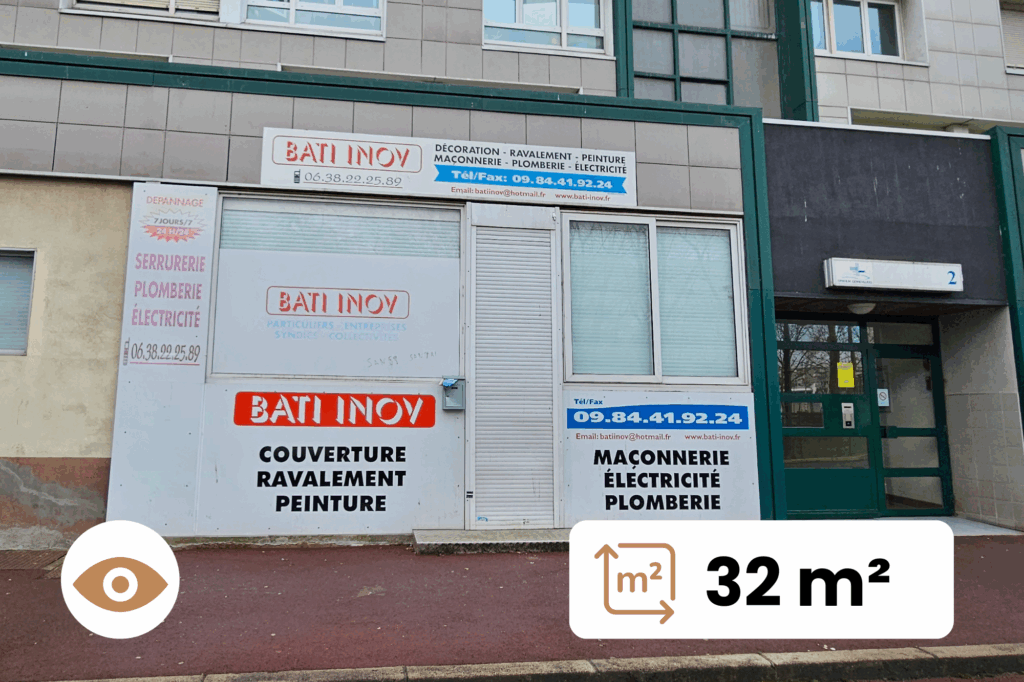 BATI INOV
06.38.22.25.89
DÉCORATION - RAVALEMENT - PEINTURE
MAÇONNERIE - PLOMBERIE - ÉLECTRICITÉ
Tél/Fax: 09.84.41.92.24
Email: batiinov@hotmail.fr www.bati-inov.fr
DEPANNAGE
7JOURS/7
24 H/24
SERRURERIE
PLOMBERIE
ÉLECTRICITÉ
06.38.22.25.89
BATI INOV
PARTICULIERS - ENTREPRISES
SYNDICS - COLLECTIVITÉS
BATI INOV
COUVERTURE
RAVALEMENT
PEINTURE
Tél/Fax
09.84.41.92.24
Email: batiinov@hotmail.fr www.bati-inov.fr
MAÇONNERIE
ÉLECTRICITÉ
PLOMBERIE
2
m²
32 m²